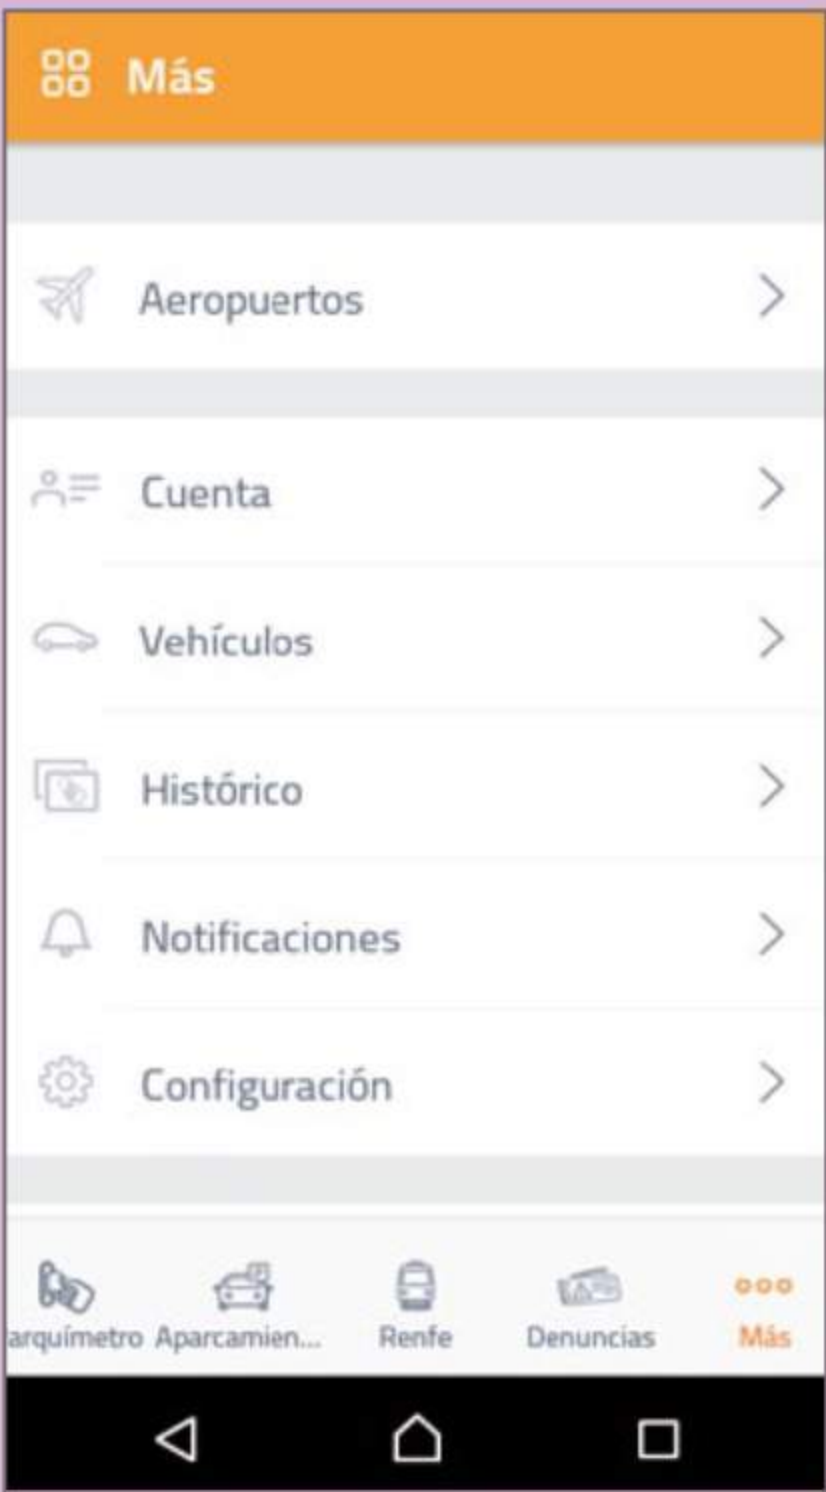 Más
Aeropuertos
Cuenta
Vehículos
Histórico
Notificaciones
Configuración
arquímetro Aparcamien... Renfe Denuncias Más